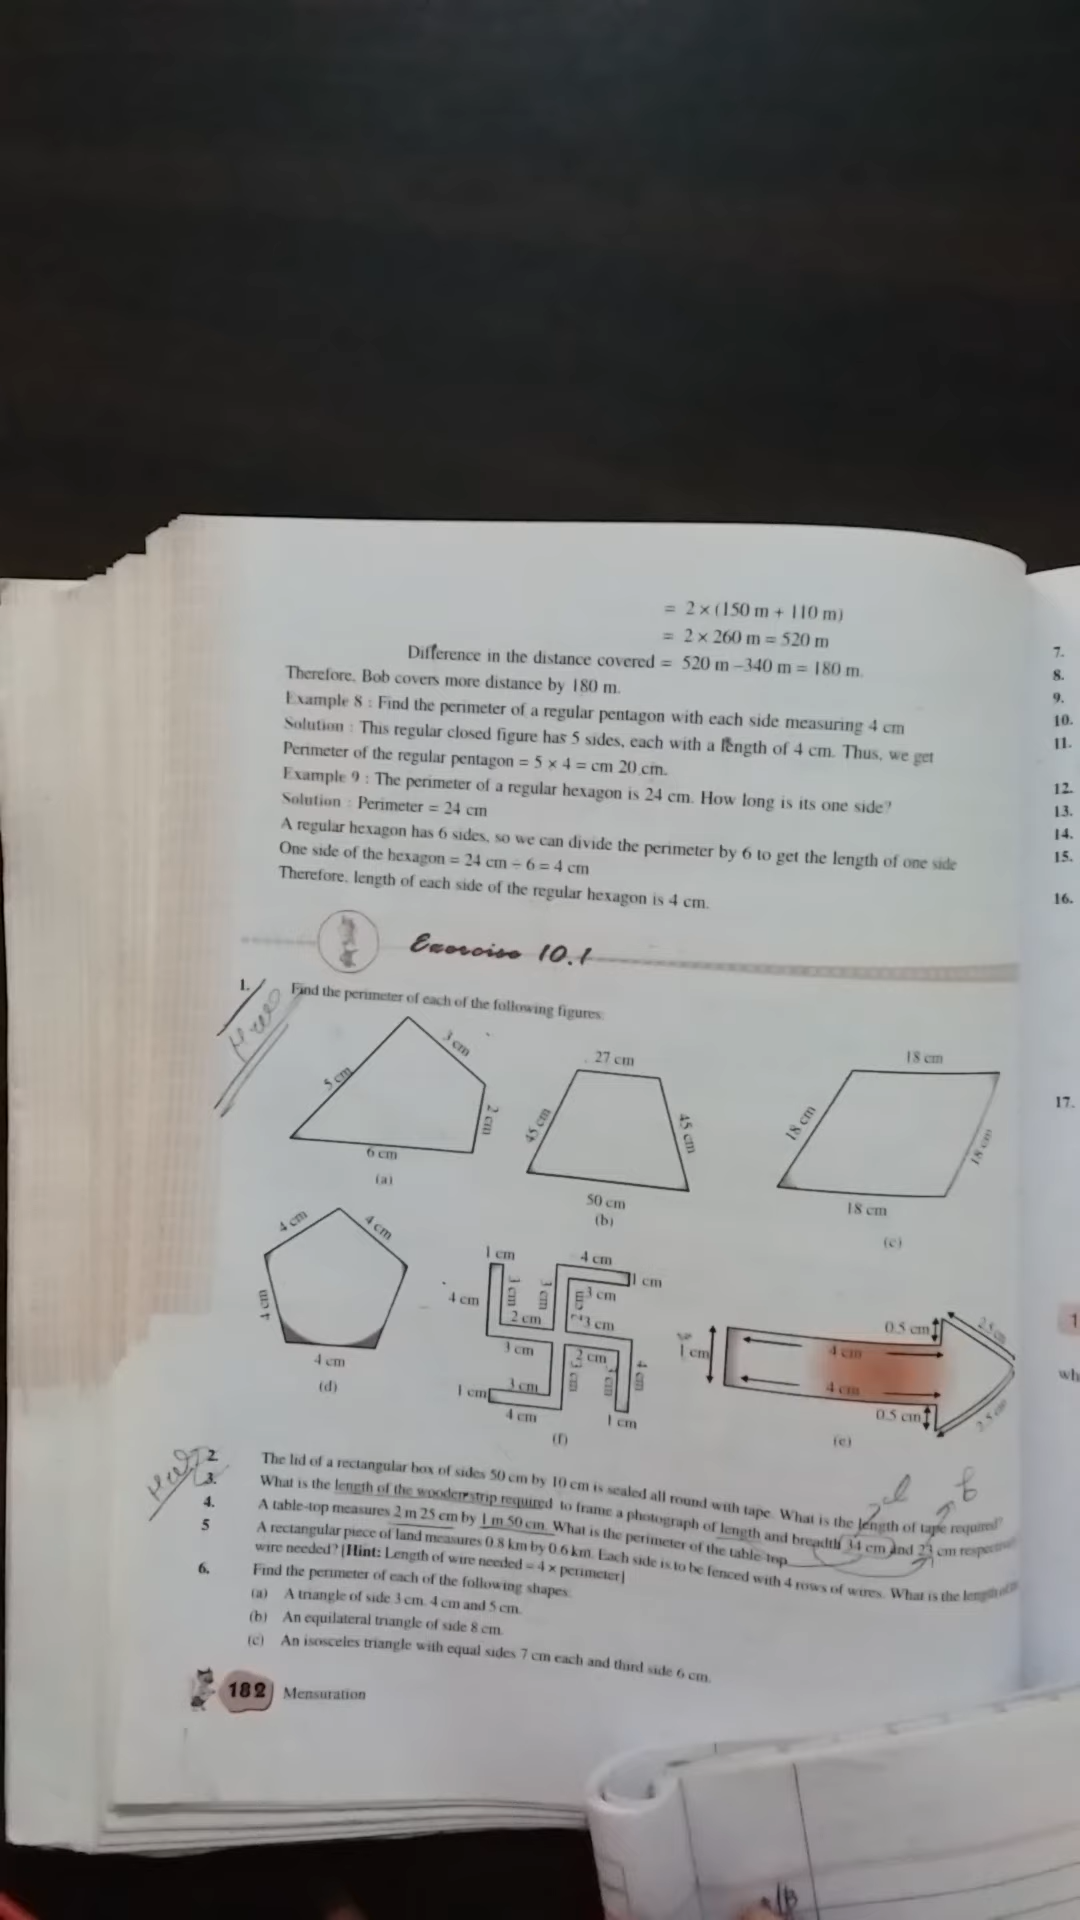 = 2 × (150 m + 110 m)
= 2 × 260 m = 520 m
Difference in the distance covered = 520 m – 340 m = 180 m.
Therefore, Bob covers more distance by 180 m.
Example 8 : Find the perimeter of a regular pentagon with each side measuring 4 cm
Solution : This regular closed figure has 5 sides, each with a length of 4 cm. Thus, we get
Perimeter of the regular pentagon = 5 × 4 = cm 20 cm.
Example 9 : The perimeter of a regular hexagon is 24 cm. How long is its one side?
Solution : Perimeter = 24 cm
A regular hexagon has 6 sides, so we can divide the perimeter by 6 to get the length of one side
One side of the hexagon = 24 cm ÷ 6 = 4 cm
Therefore, length of each side of the regular hexagon is 4 cm.
Exercise 10.1
1. Find the perimeter of each of the following figures:
HW
5 cm 3 cm 2 cm 6 cm
(a)
27 cm 45 cm 45 cm 50 cm
(b)
18 cm 18 cm 18 cm 18 cm
(c)
4 cm 4 cm 4 cm 4 cm
(d)
1 cm 4 cm 3 cm 3 cm 2 cm 4 cm 1 cm 3 cm 3 cm
3 cm 2 cm 3 cm 4 cm 1 cm 3 cm 4 cm 1 cm
(f)
1 cm 4 cm 4 cm 0.5 cm 0.5 cm 2.5 cm 2.5 cm
(e)
HW
l b
2. The lid of a rectangular box of sides 50 cm by 10 cm is sealed all round with tape. What is the length of tape required?
3. What is the length of the wooden strip required to frame a photograph of length and breadth 34 cm and 23 cm
4. A table-top measures 2 m 25 cm by 1 m 50 cm. What is the perimeter of the table-top
5 A rectangular piece of land measures 0.8 km by 0.6 km. Each side is to be fenced with 4 rows of wires. What is the length
wire needed? [Hint: Length of wire needed = 4 × perimeter]
6. Find the perimeter of each of the following shapes:
(a) A triangle of side 3 cm, 4 cm and 5 cm.
(b) An equilateral triangle of side 8 cm.
(c) An isosceles triangle with equal sides 7 cm each and third side 6 cm.
182 Mensuration
7.
8.
9.
10.
11.
12.
13.
14.
15.
16.
17.
1
wh